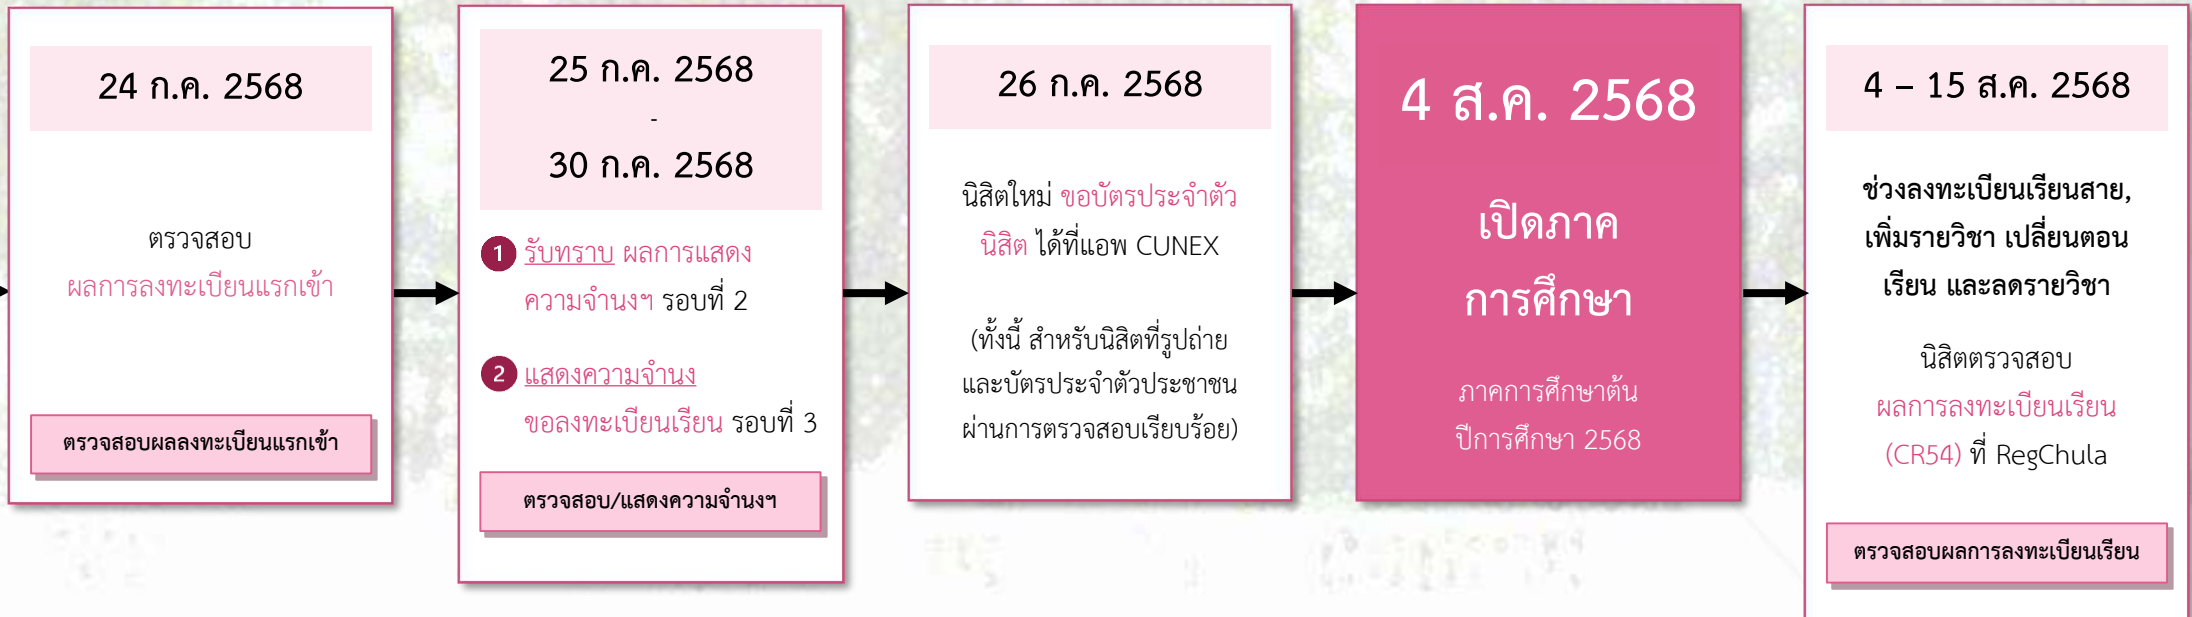 24 ก.ค. 2568
ตรวจสอบ
ผลการลงทะเบียนแรกเข้า
ตรวจสอบผลลงทะเบียนแรกเข้า
25 ก.ค. 2568
-
30 ก.ค. 2568
1 รับทราบ ผลการแสดง
ความจำนงฯ รอบที่ 2
2 แสดงความจำนง
ขอลงทะเบียนเรียน รอบที่ 3
ตรวจสอบ/แสดงความจำนงฯ
26 ก.ค. 2568
นิสิตใหม่ ขอบัตรประจำตัว
นิสิต ได้ที่แอพ CUNEX
(ทั้งนี้ สำหรับนิสิตที่รูปถ่าย
และบัตรประจำตัวประชาชน
ผ่านการตรวจสอบเรียบร้อย)
4 ส.ค. 2568
เปิดภาค
การศึกษา
ภาคการศึกษาต้น
ปีการศึกษา 2568
4 – 15 ส.ค. 2568
ช่วงลงทะเบียนเรียนสาย,
เพิ่มรายวิชา เปลี่ยนตอน
เรียน และลดรายวิชา
นิสิตตรวจสอบ
ผลการลงทะเบียนเรียน
(CR54) ที่ RegChula
ตรวจสอบผลการลงทะเบียนเรียน